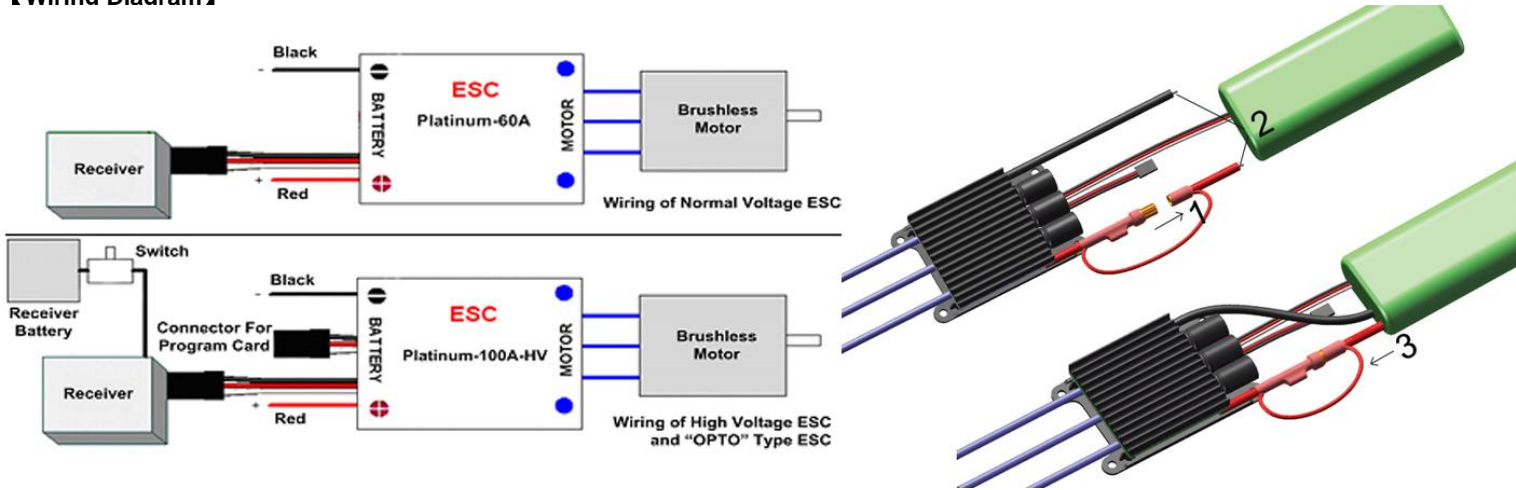 【Wiring Diagram】
Black
-
ESC
Platinum-60A
BATTERY
MOTOR
Brushless
Motor
Receiver
+
Red
Wiring of Normal Voltage ESC
Switch
Receiver
Battery
Black
-
Connector For
Program Card
ESC
Platinum-100A-HV
BATTERY
MOTOR
Brushless
Motor
Receiver
+
Red
Wiring of High Voltage ESC
and “OPTO” Type ESC
2
1
3